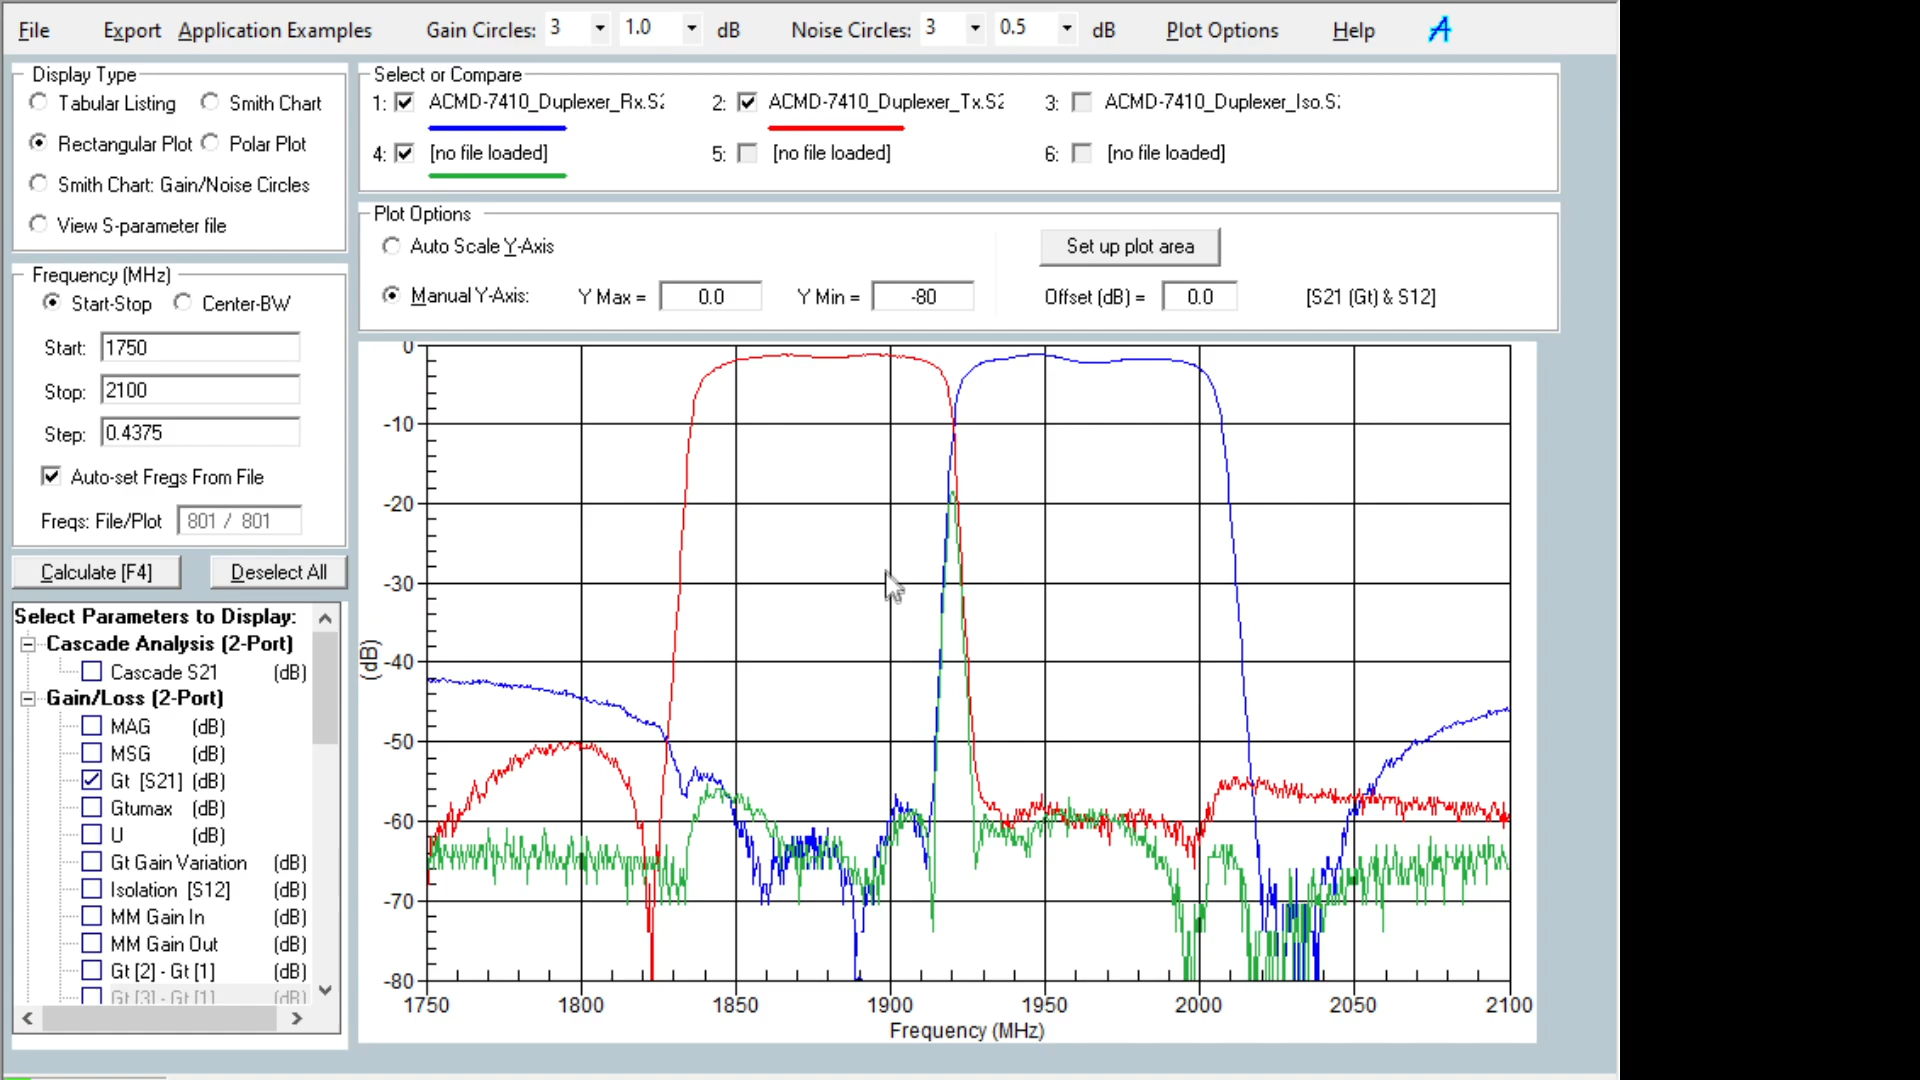 File Export Application Examples Gain Circles: 3 1.0 dB Noise Circles: 3 0.5 dB Plot Options Help A
Display Type
Tabular Listing Smith Chart
Rectangular Plot Polar Plot
Smith Chart: Gain/Noise Circles
View S-parameter file
Select or Compare
1: ACMD-7410_Duplexer_Rx.S2 2: ACMD-7410_Duplexer_Tx.S2 3: ACMD-7410_Duplexer_Iso.S2
4: [no file loaded] 5: [no file loaded] 6: [no file loaded]
Plot Options
Auto Scale Y-Axis Set up plot area
Manual Y-Axis: Y Max = 0.0 Y Min = -80 Offset (dB) = 0.0 [S21 (Gt) & S12]
Frequency (MHz)
Start-Stop Center-BW
Start: 1750
Stop: 2100
Step: 0.4375
Auto-set Freqs From File
Freqs: File/Plot 801 / 801
Calculate [F4] Deselect All
Select Parameters to Display:
Cascade Analysis (2-Port)
Cascade S21 (dB)
Gain/Loss (2-Port)
MAG (dB)
MSG (dB)
Gt [S21] (dB)
Gtumax (dB)
U (dB)
Gt Gain Variation (dB)
Isolation [S12] (dB)
MM Gain In (dB)
MM Gain Out (dB)
Gt [2] - Gt [1] (dB)
Gt [3] - Gt [1] (dB)
0
-10
-20
-30
-40
-50
-60
-70
-80
(dB)
1750 1800 1850 1900 1950 2000 2050 2100
Frequency (MHz)